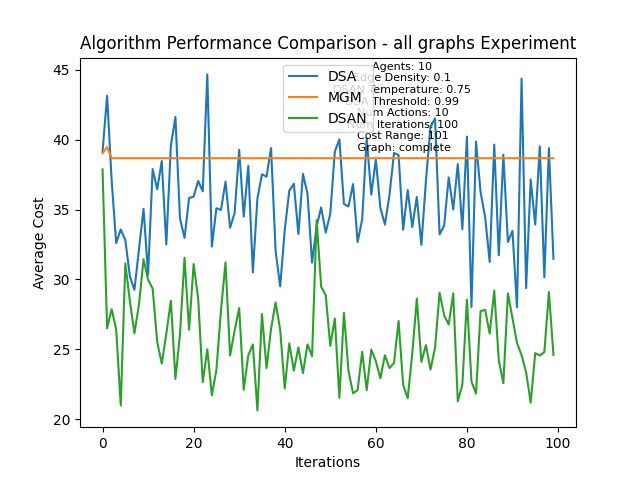 Algorithm Performance Comparison - all graphs Experiment
Agents: 10
Edge Density: 0.1
DSAN Temperature: 0.75
DSA Threshold: 0.99
Num Actions: 10
Num Iterations: 100
Cost Range: 101
Graph: complete
DSA
MGM
DSAN
45
40
35
30
25
20
Average Cost
0
20
40
60
80
100
Iterations